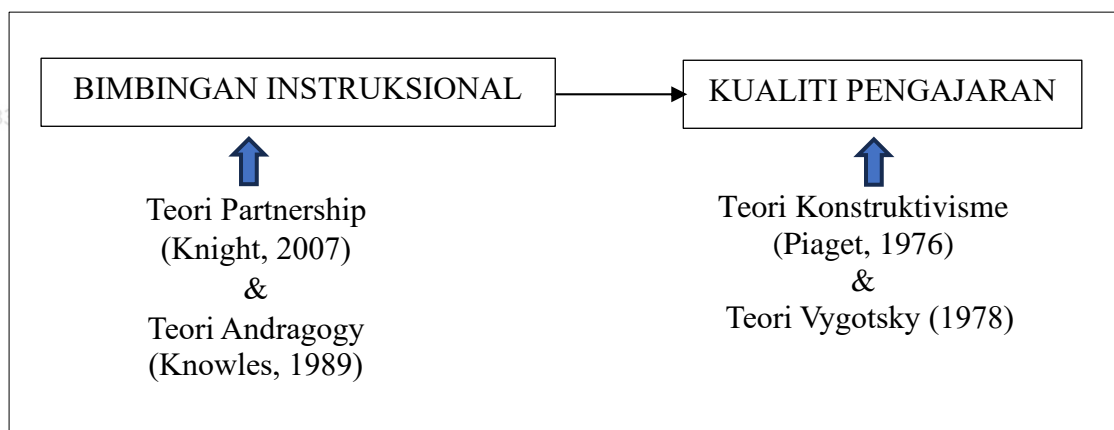 BIMBINGAN INSTRUKSIONAL
KUALITI PENGAJARAN
Teori Partnership
(Knight, 2007)
&
Teori Andragogy
(Knowles, 1989)
Teori Konstruktivisme
(Piaget, 1976)
&
Teori Vygotsky (1978)